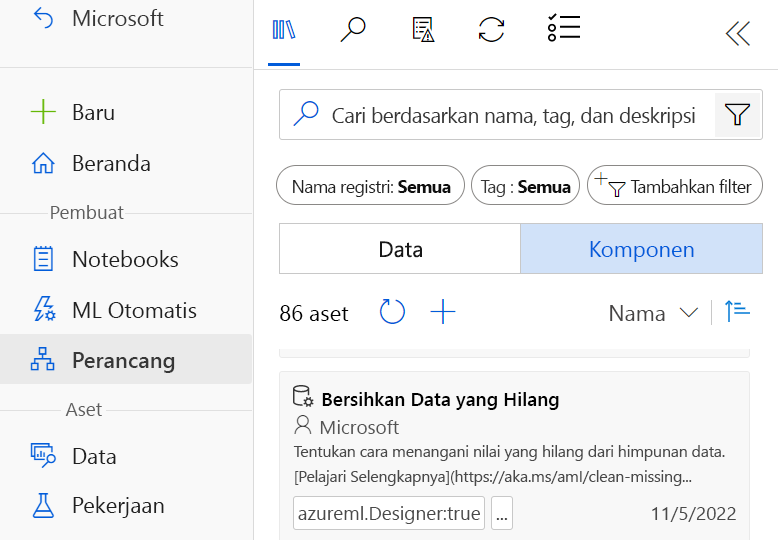 Microsoft
Baru
Beranda
Pembuat
Notebooks
ML Otomatis
Perancang
Aset
Data
Pekerjaan
Cari berdasarkan nama, tag, dan deskripsi
Nama registri: Semua
Tag : Semua
Tambahkan filter
Data
Komponen
86 aset
Nama
Bersihkan Data yang Hilang
Microsoft
Tentukan cara menangani nilai yang hilang dari himpunan data.
[Pelajari Selengkapnya](https://aka.ms/aml/clean-missing...
azureml.Designer:true
...
11/5/2022